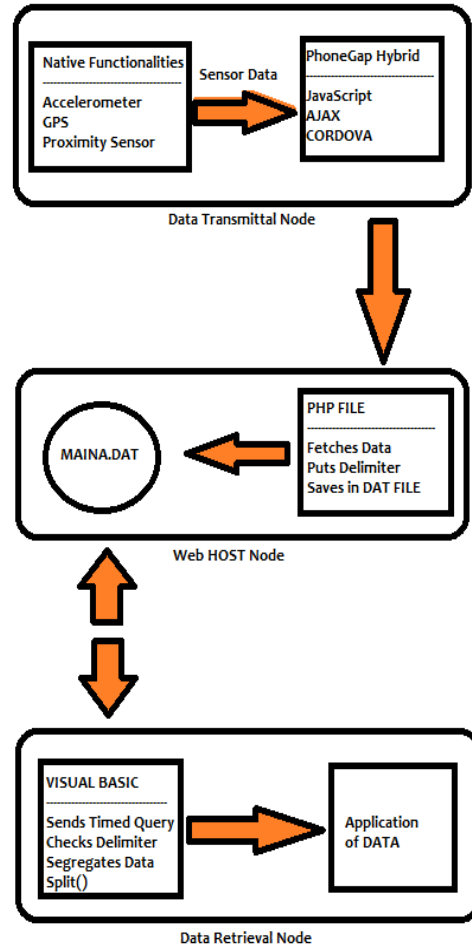 Native Functionalities
--------------------------------
Accelerometer
GPS
Proximity Sensor
Sensor Data
PhoneGap Hybrid
--------------------------------
JavaScript
AJAX
CORDOVA
Data Transmittal Node
MAINA.DAT
PHP FILE
--------------------------------
Fetches Data
Puts Delimiter
Saves in DAT FILE
Web HOST Node
VISUAL BASIC
--------------------------------
Sends Timed Query
Checks Delimiter
Segregates Data
Split()
Application
of DATA
Data Retrieval Node